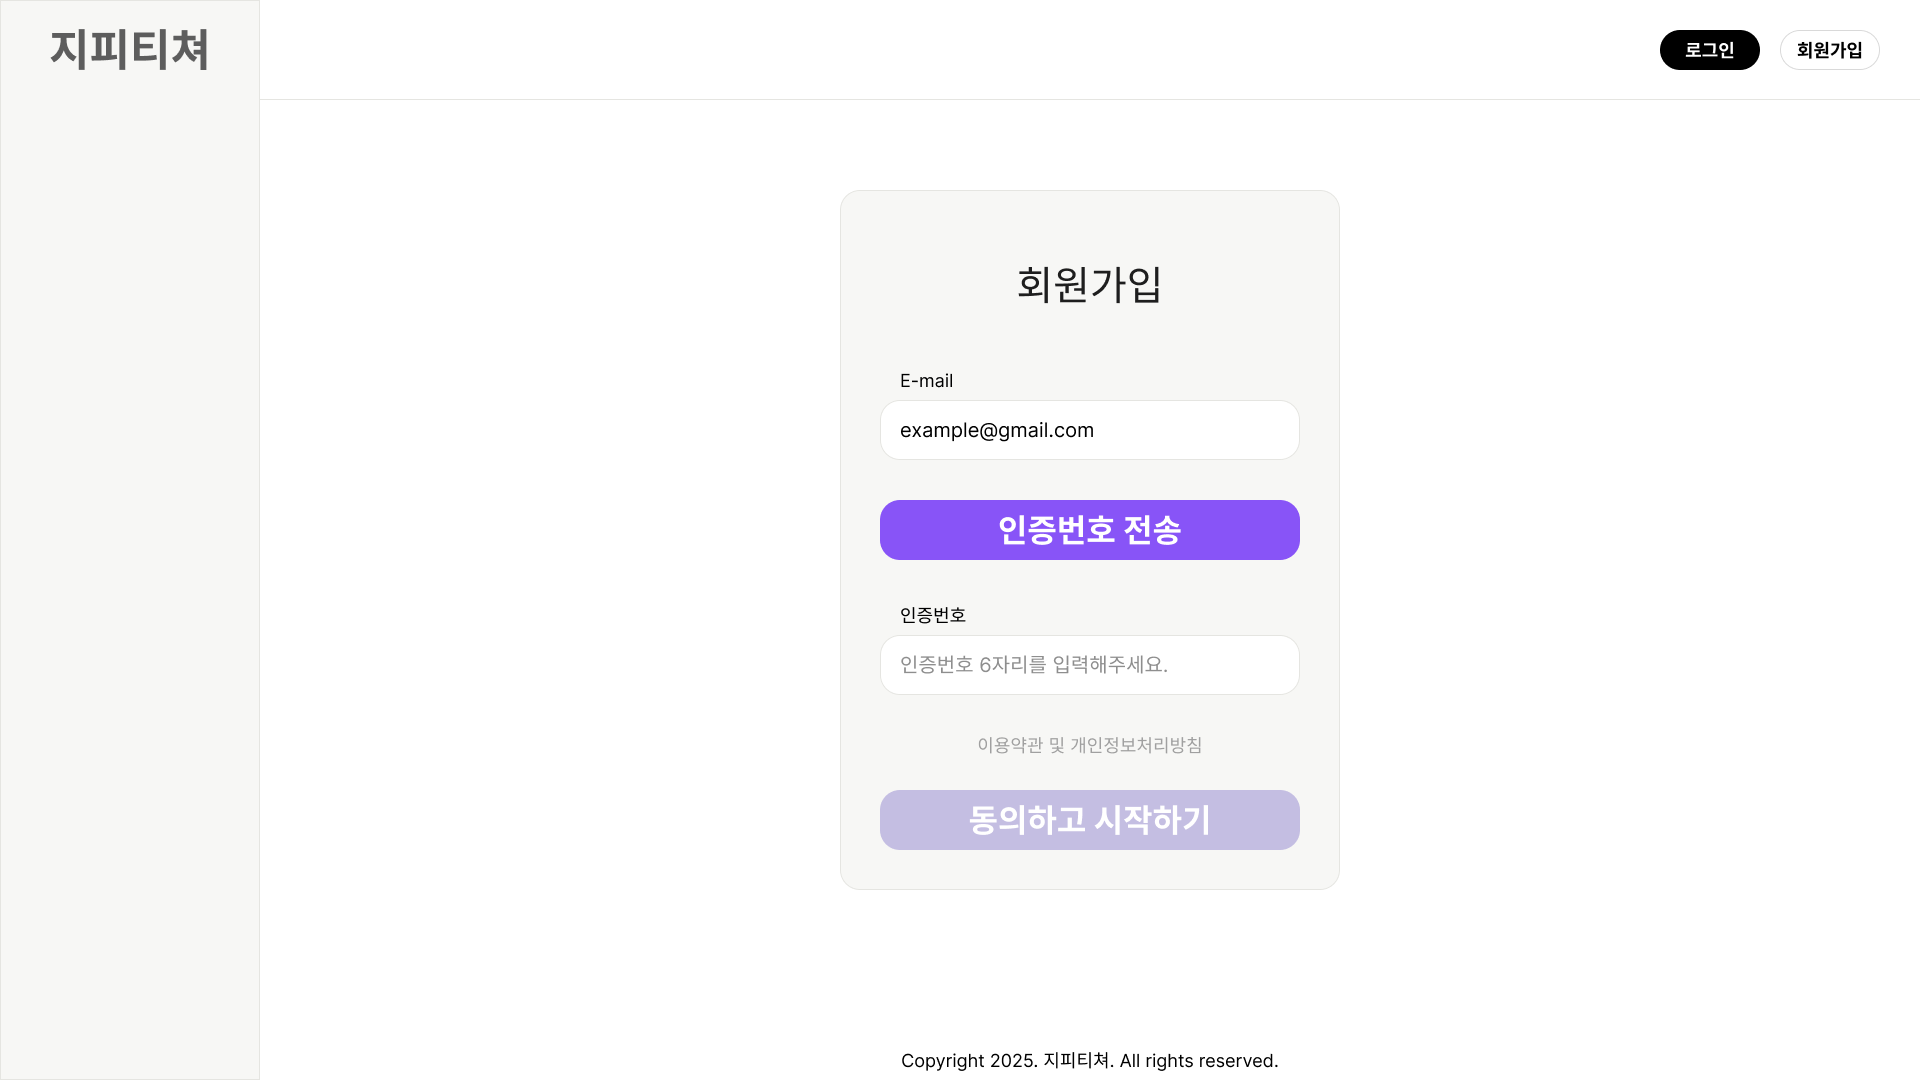 지피티쳐
로그인
회원가입
회원가입
E-mail
example@gmail.com
인증번호 전송
인증번호
인증번호 6자리를 입력해주세요.
이용약관 및 개인정보처리방침
동의하고 시작하기
Copyright 2025. 지피티쳐. All rights reserved.